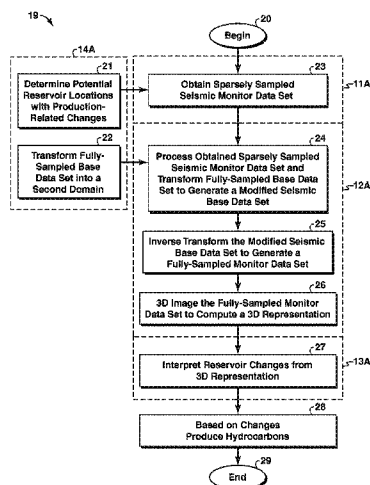 19
20
Begin
14A
21
Determine Potential
Reservoir Locations
with Production-
Related Changes
22
Transform Fully-
Sampled Base
Data Set into a
Second Domain
23
Obtain Sparsely Sampled
Seismic Monitor Data Set
11A
24
Process Obtained Sparsely Sampled
Seismic Monitor Data Set and
Transform Fully-Sampled Base Data
Set to Generate a Modified Seismic
Base Data Set
12A
25
Inverse Transform the Modified Seismic
Base Data Set to Generate a
Fully-Sampled Monitor Data Set
26
3D Image the Fully-Sampled Monitor
Data Set to Compute a 3D Representation
27
Interpret Reservoir Changes from
3D Representation
13A
28
Based on Changes
Produce Hydrocarbons
29
End